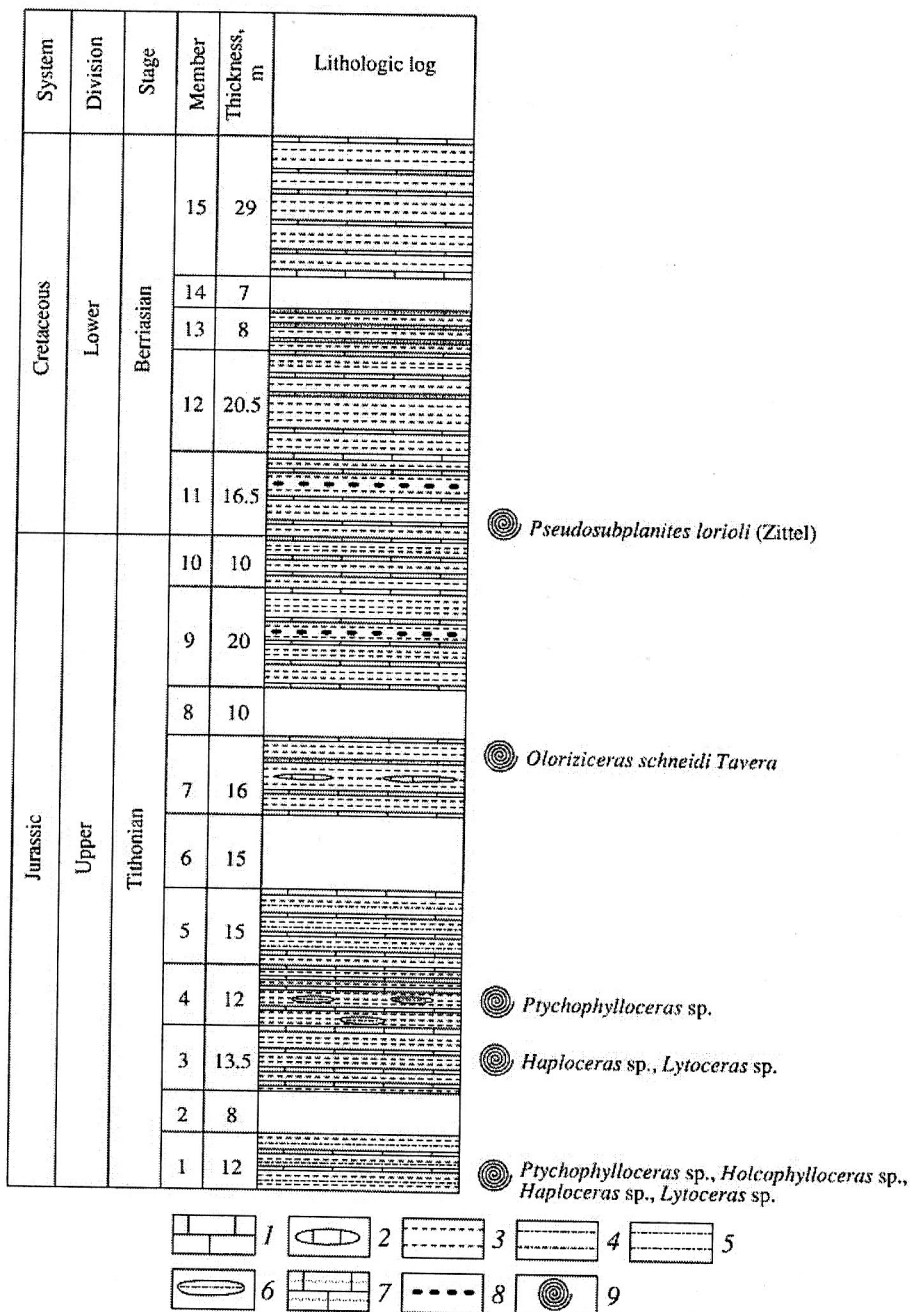 System
Division
Stage
Member
Thickness,
m
Lithologic log
Cretaceous
Lower
Berriasian
15 29
14 7
13 8
12 20.5
11 16.5
Pseudosubplanites lorioli (Zittel)
Jurassic
Upper
Tithonian
10 10
9 20
8 10
7 16
Oloriziceras schneidi Tavera
6 15
5 15
4 12
Ptychophylloceras sp.
3 13.5
Haploceras sp., Lytoceras sp.
2 8
1 12
Ptychophylloceras sp., Holcophylloceras sp.,
Haploceras sp., Lytoceras sp.
1 2 3 4 5
6 7 8 9